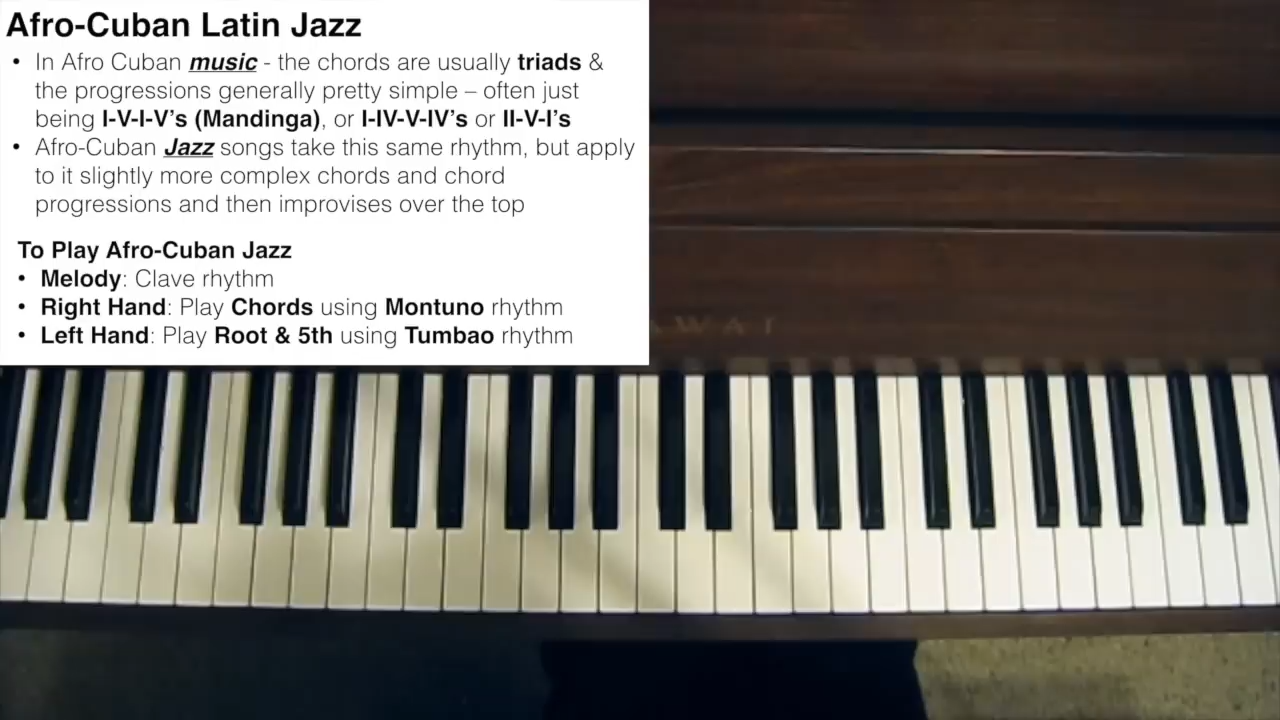 Afro-Cuban Latin Jazz
• In Afro Cuban music - the chords are usually triads &
the progressions generally pretty simple – often just
being I-V-I-V’s (Mandinga), or I-IV-V-IV’s or II-V-I’s
• Afro-Cuban Jazz songs take this same rhythm, but apply
to it slightly more complex chords and chord
progressions and then improvises over the top
To Play Afro-Cuban Jazz
• Melody: Clave rhythm
• Right Hand: Play Chords using Montuno rhythm
• Left Hand: Play Root & 5th using Tumbao rhythm